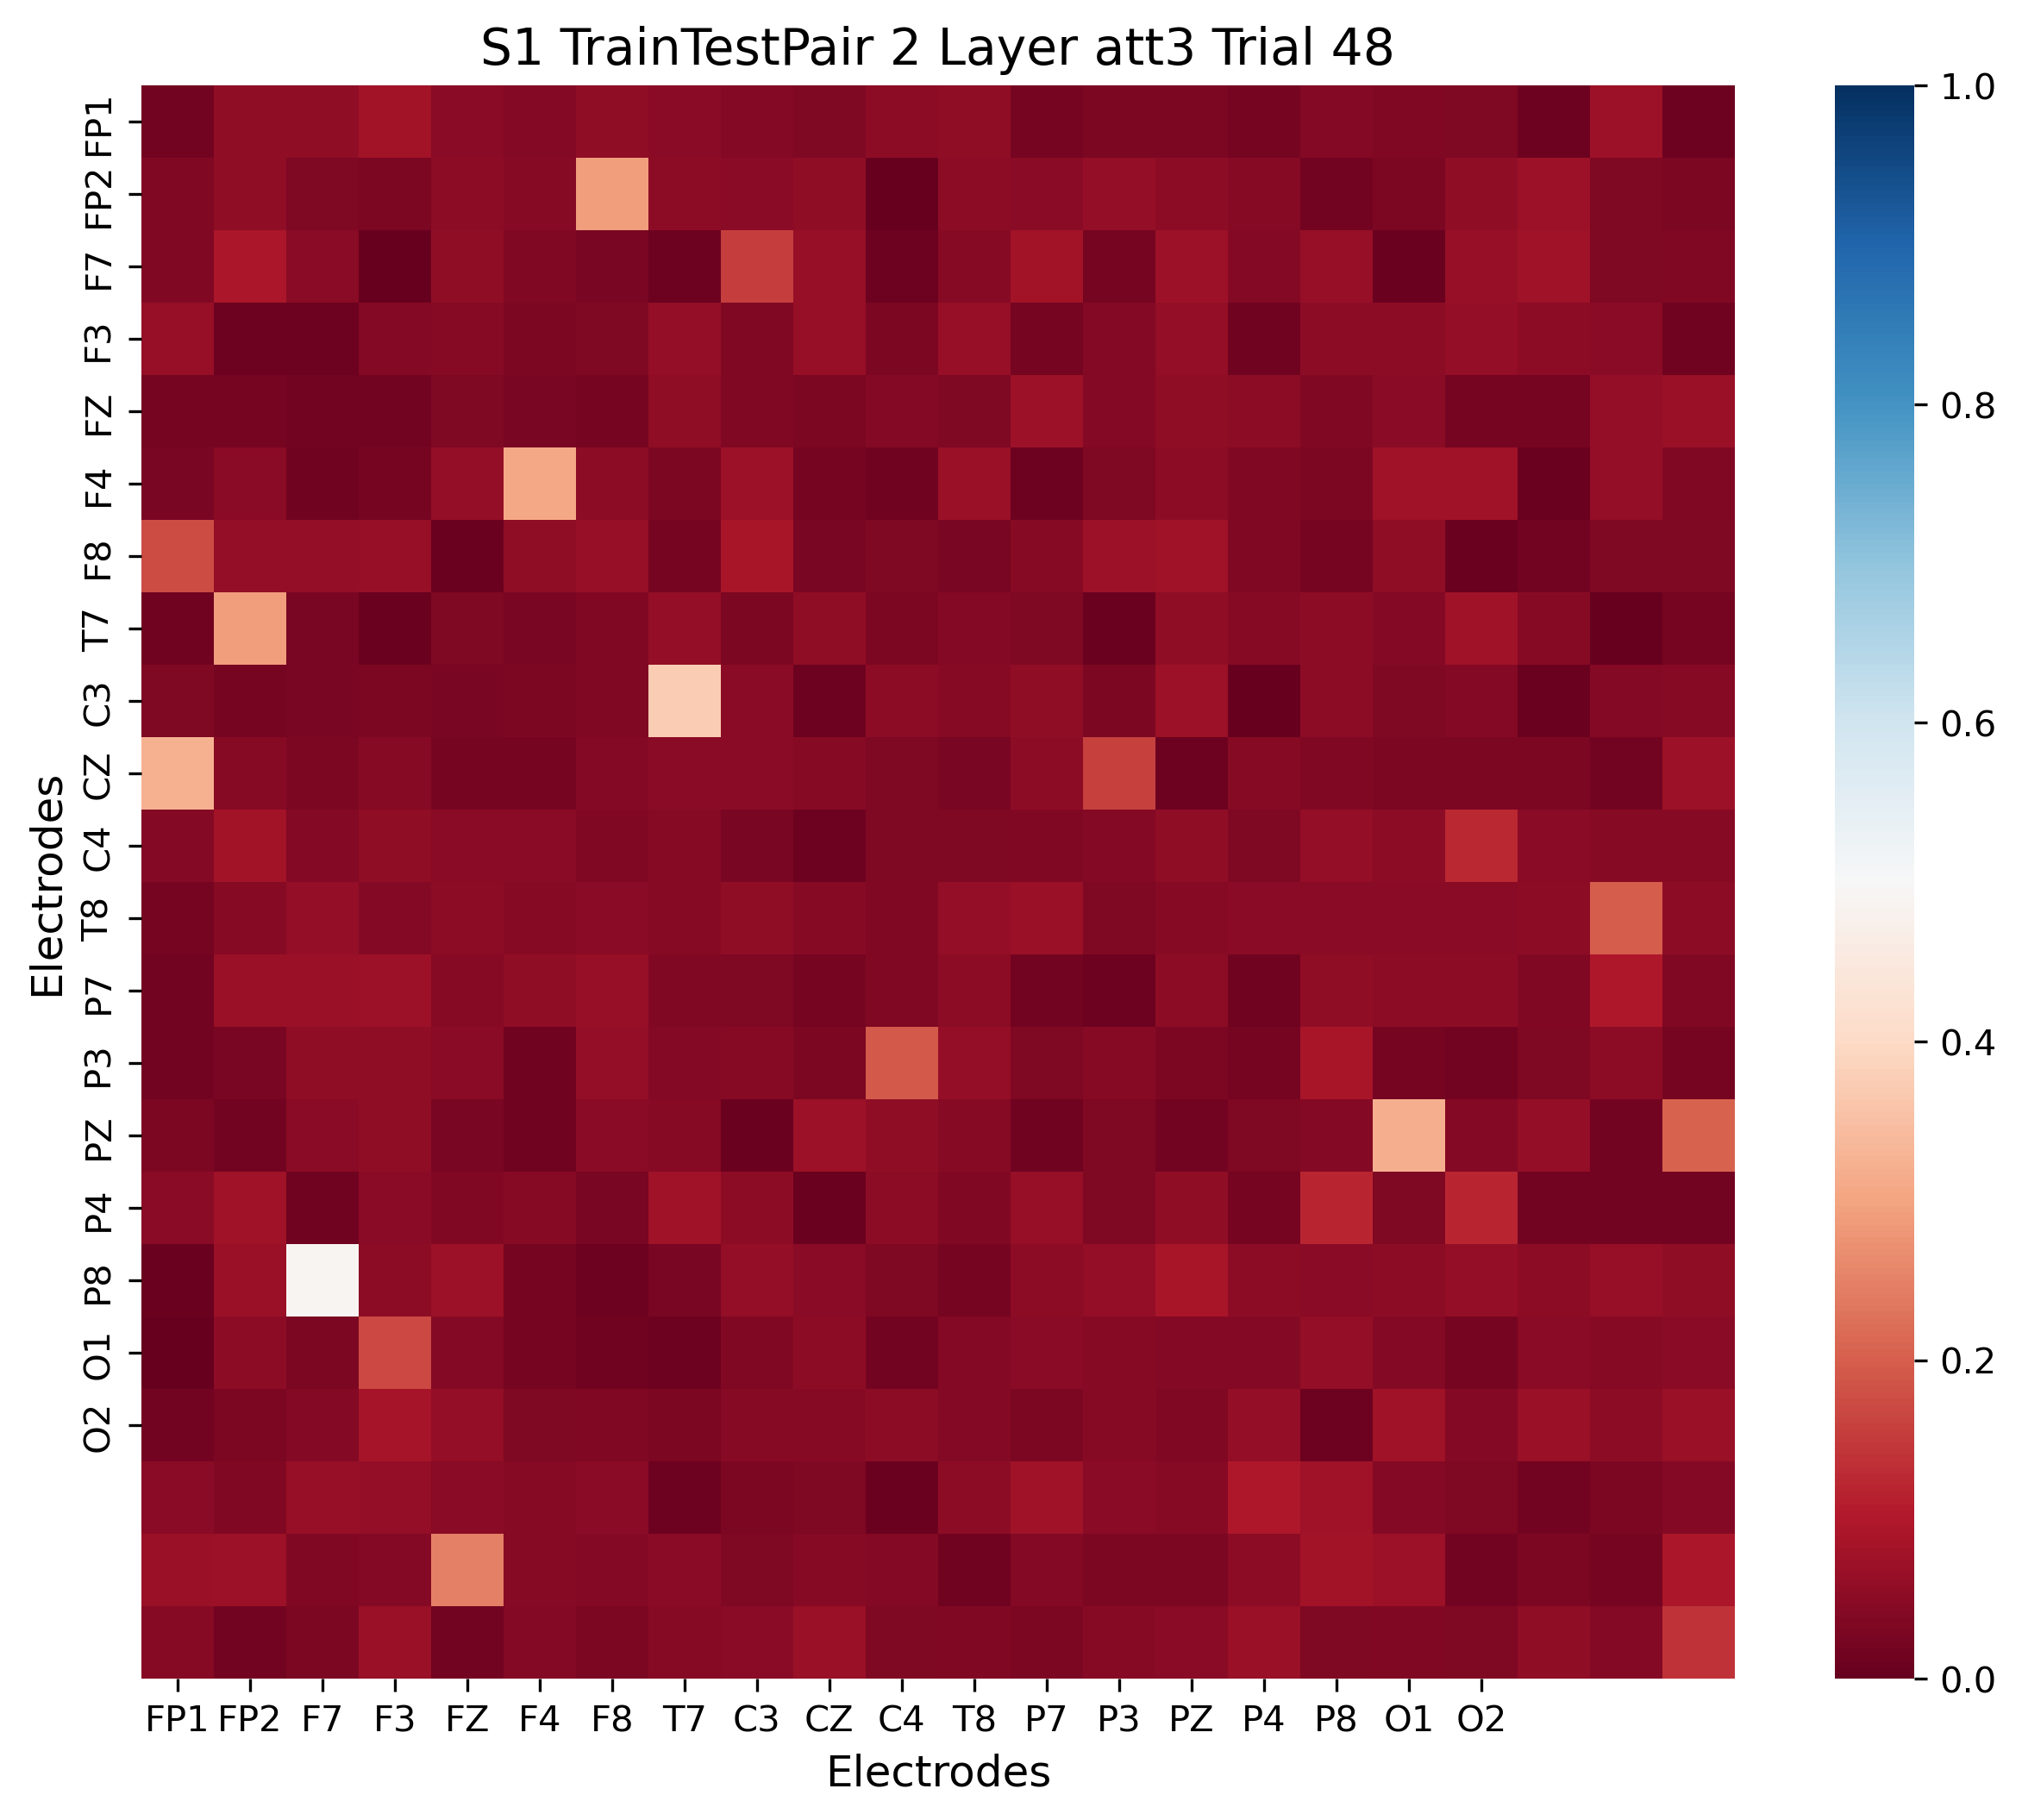 S1 TrainTestPair 2 Layer att3 Trial 48
Electrodes
FP1
FP2
F7
F3
FZ
F4
F8
T7
C3
CZ
C4
T8
P7
P3
PZ
P4
P8
O1
O2
FP1 FP2 F7 F3 FZ F4 F8 T7 C3 CZ C4 T8 P7 P3 PZ P4 P8 O1 O2
Electrodes
1.0
0.8
0.6
0.4
0.2
0.0